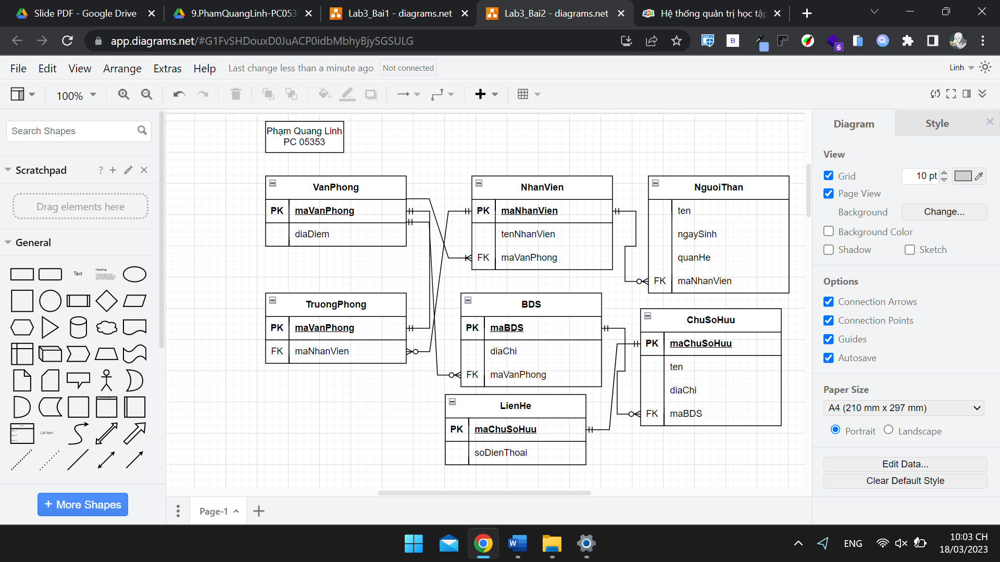 Slide PDF - Google Drive
9.PhamQuangLinh-PC053
Lab3_Bai1 - diagrams.net
Lab3_Bai2 - diagrams.net
Hệ thống quản trị học tập
app.diagrams.net/#G1FvSHDouxD0JuACP0idbMbhyBjySGSULG
B
6
File Edit View Arrange Extras Help Last change less than a minute ago Not connected
Linh
100%
Search Shapes
Scratchpad ?
Drag elements here
General
Text
Heading
List
List Item
+ More Shapes
Phạm Quang Linh
PC 05353
VanPhong
PK maVanPhong
diaDiem
NhanVien
PK maNhanVien
tenNhanVien
FK maVanPhong
NguoiThan
ten
ngaySinh
quanHe
FK maNhanVien
TruongPhong
PK maVanPhong
FK maNhanVien
BDS
PK maBDS
diaChi
FK maVanPhong
ChuSoHuu
PK maChuSoHuu
ten
diaChi
FK maBDS
LienHe
PK maChuSoHuu
soDienThoai
Page-1
Diagram Style
View
Grid 10 pt
Page View
Background Change...
Background Color
Shadow Sketch
Options
Connection Arrows
Connection Points
Guides
Autosave
Paper Size
A4 (210 mm x 297 mm)
Portrait Landscape
Edit Data...
Clear Default Style
W
ENG
10:03 CH
18/03/2023